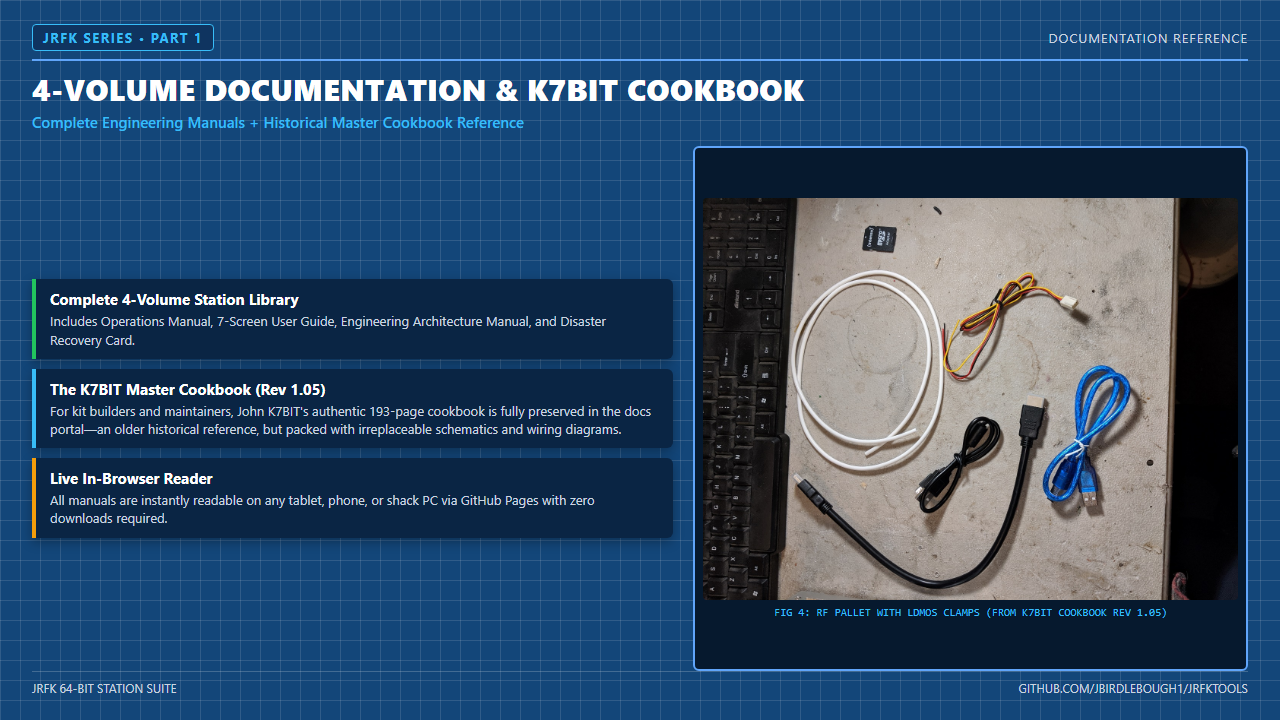 JRFK SERIES • PART 1
DOCUMENTATION REFERENCE
4-VOLUME DOCUMENTATION & K7BIT COOKBOOK
Complete Engineering Manuals + Historical Master Cookbook Reference
Complete 4-Volume Station Library
Includes Operations Manual, 7-Screen User Guide, Engineering Architecture Manual, and Disaster
Recovery Card.
The K7BIT Master Cookbook (Rev 1.05)
For kit builders and maintainers, John K7BIT's authentic 193-page cookbook is fully preserved in the docs
portal—an older historical reference, but packed with irreplaceable schematics and wiring diagrams.
Live In-Browser Reader
All manuals are instantly readable on any tablet, phone, or shack PC via GitHub Pages with zero
downloads required.
FIG 4: RF PALLET WITH LDMOS CLAMPS (FROM K7BIT COOKBOOK REV 1.05)
JRFK 64-BIT STATION SUITE
GITHUB.COM/JBIRDLEBOUGH1/JRFKTOOLS